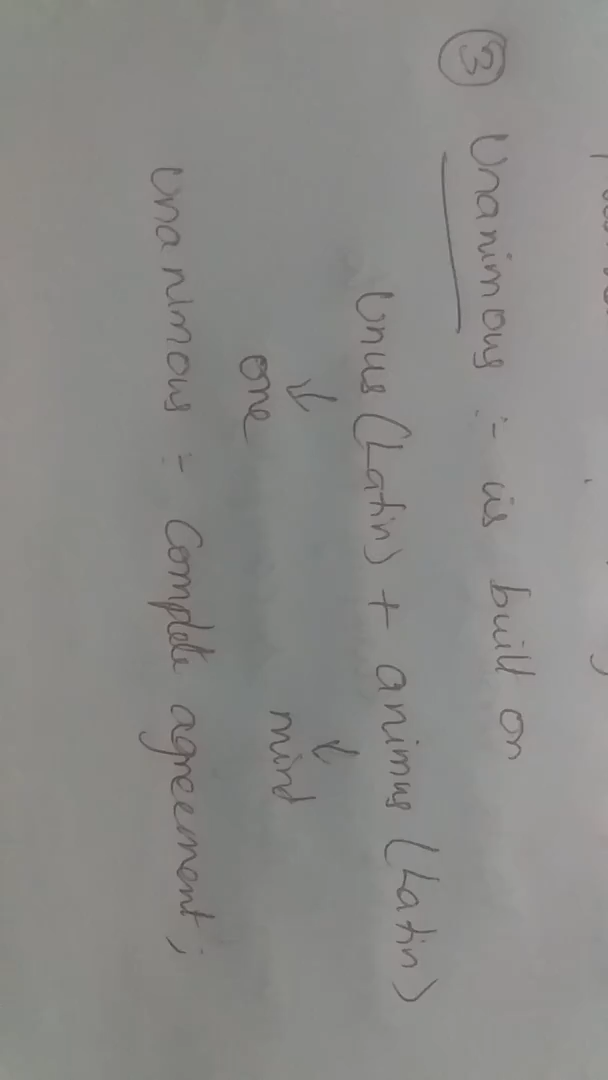 ③ Unanimous :- is built on
Unus (Latin) + animus (Latin)
↓ ↓
one mind
Unanimous :- Complete agreement;